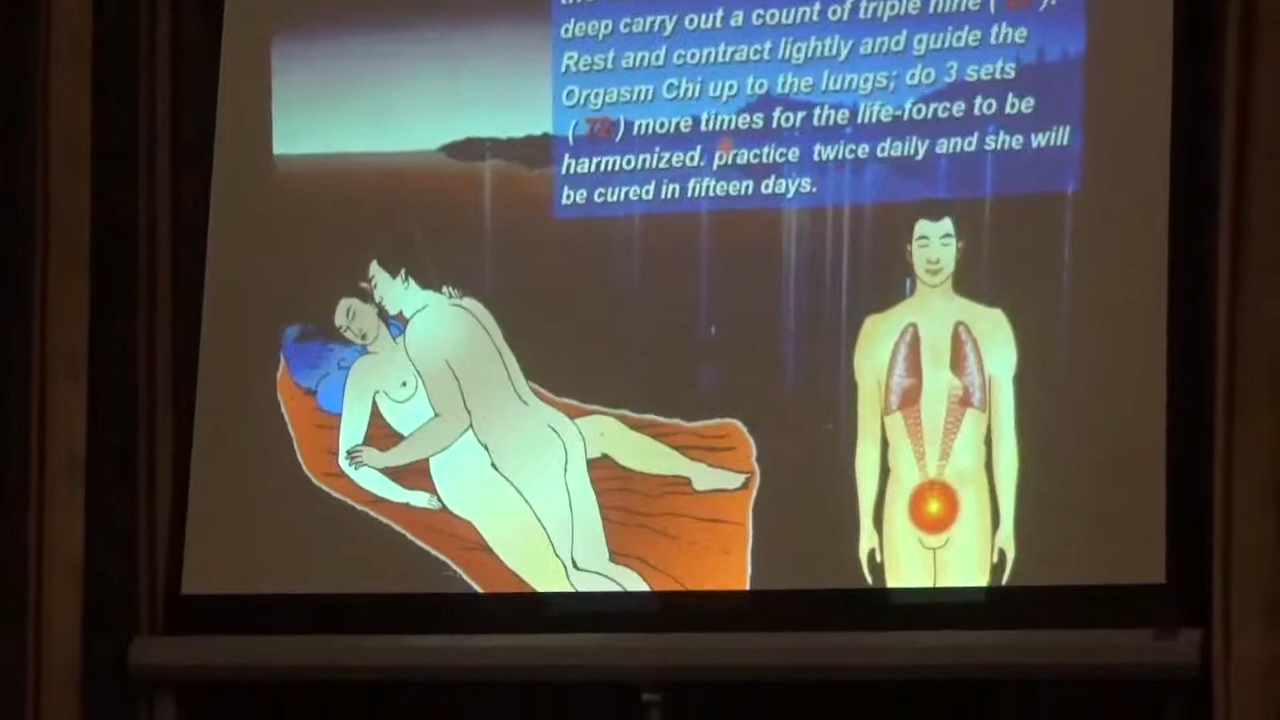 deep carry out a count of triple nine ( ).
Rest and contract lightly and guide the
Orgasm Chi up to the lungs; do 3 sets
( 72 ) more times for the life-force to be
harmonized. practice twice daily and she will
be cured in fifteen days.